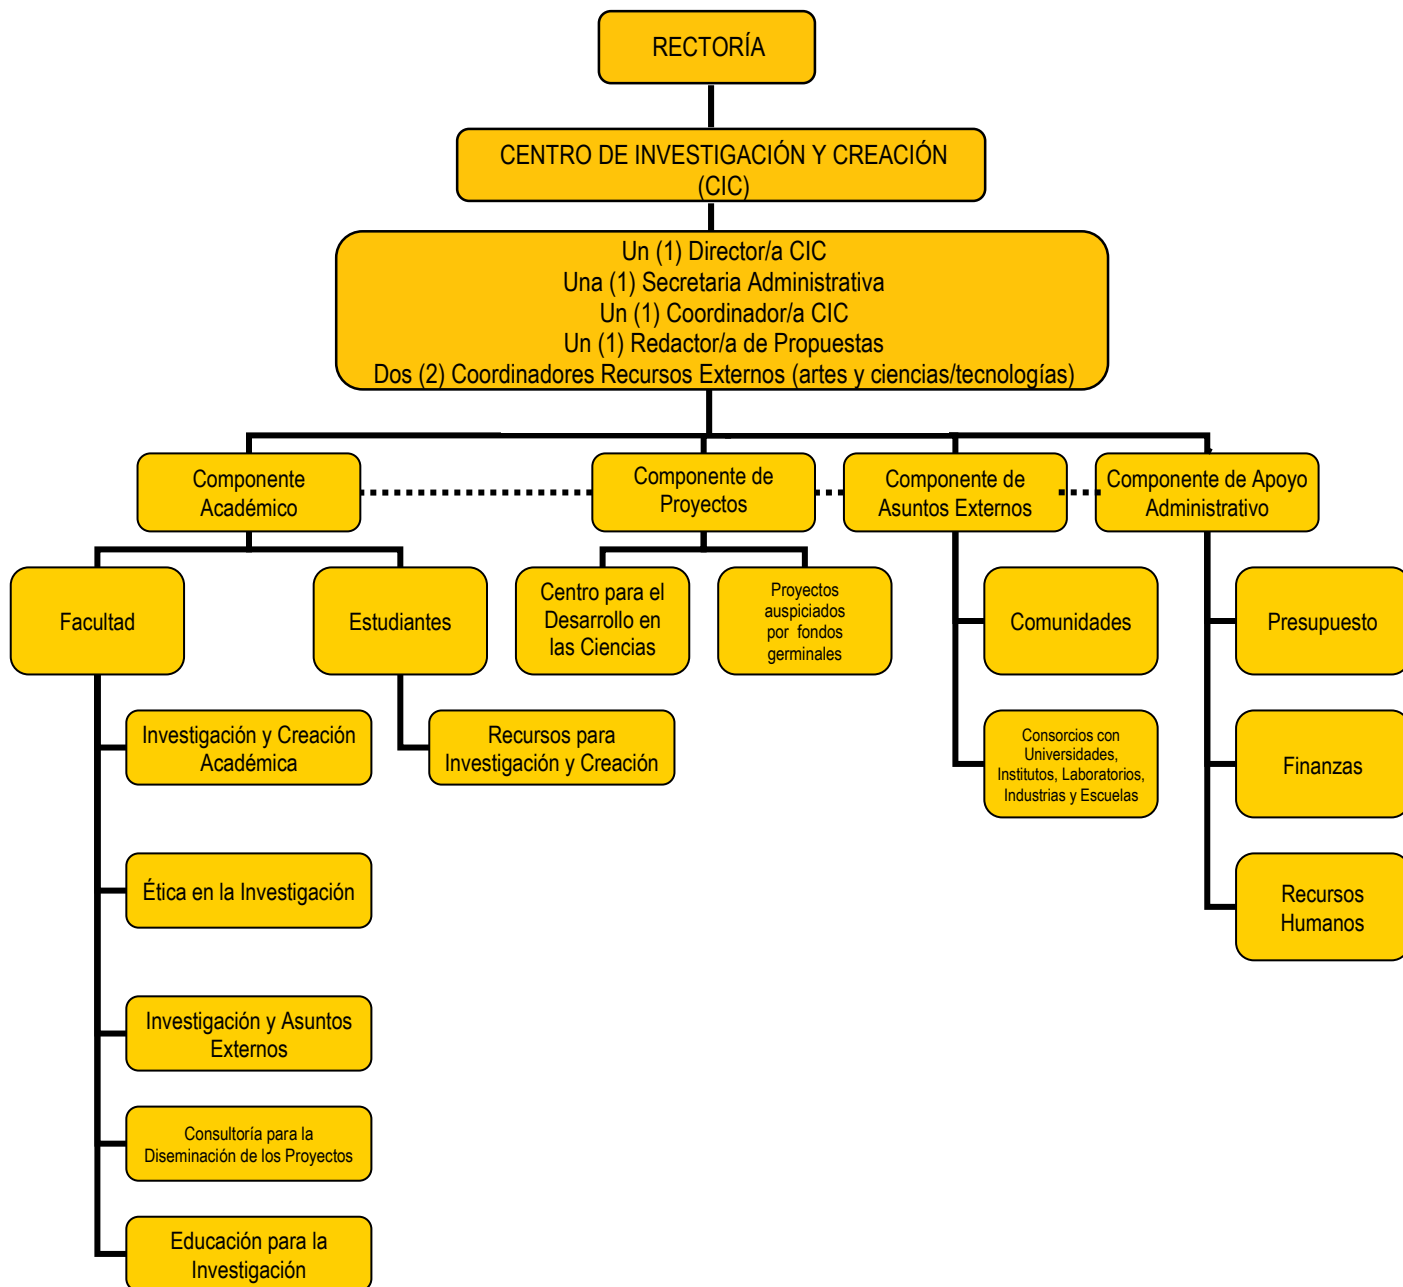 RECTORÍA
CENTRO DE INVESTIGACIÓN Y CREACIÓN
(CIC)
Un (1) Director/a CIC
Una (1) Secretaria Administrativa
Un (1) Coordinador/a CIC
Un (1) Redactor/a de Propuestas
Dos (2) Coordinadores Recursos Externos (artes y ciencias/tecnologías)
Componente
Académico
Componente de
Proyectos
Componente de
Asuntos Externos
Componente de Apoyo
Administrativo
Facultad
Estudiantes
Centro para el
Desarrollo en
las Ciencias
Proyectos
auspiciados
por fondos
germinales
Comunidades
Presupuesto
Investigación y Creación
Académica
Recursos para
Investigación y Creación
Consorcios con
Universidades,
Institutos, Laboratorios,
Industrias y Escuelas
Finanzas
Ética en la Investigación
Recursos
Humanos
Investigación y Asuntos
Externos
Consultoría para la
Diseminación de los Proyectos
Educación para la
Investigación